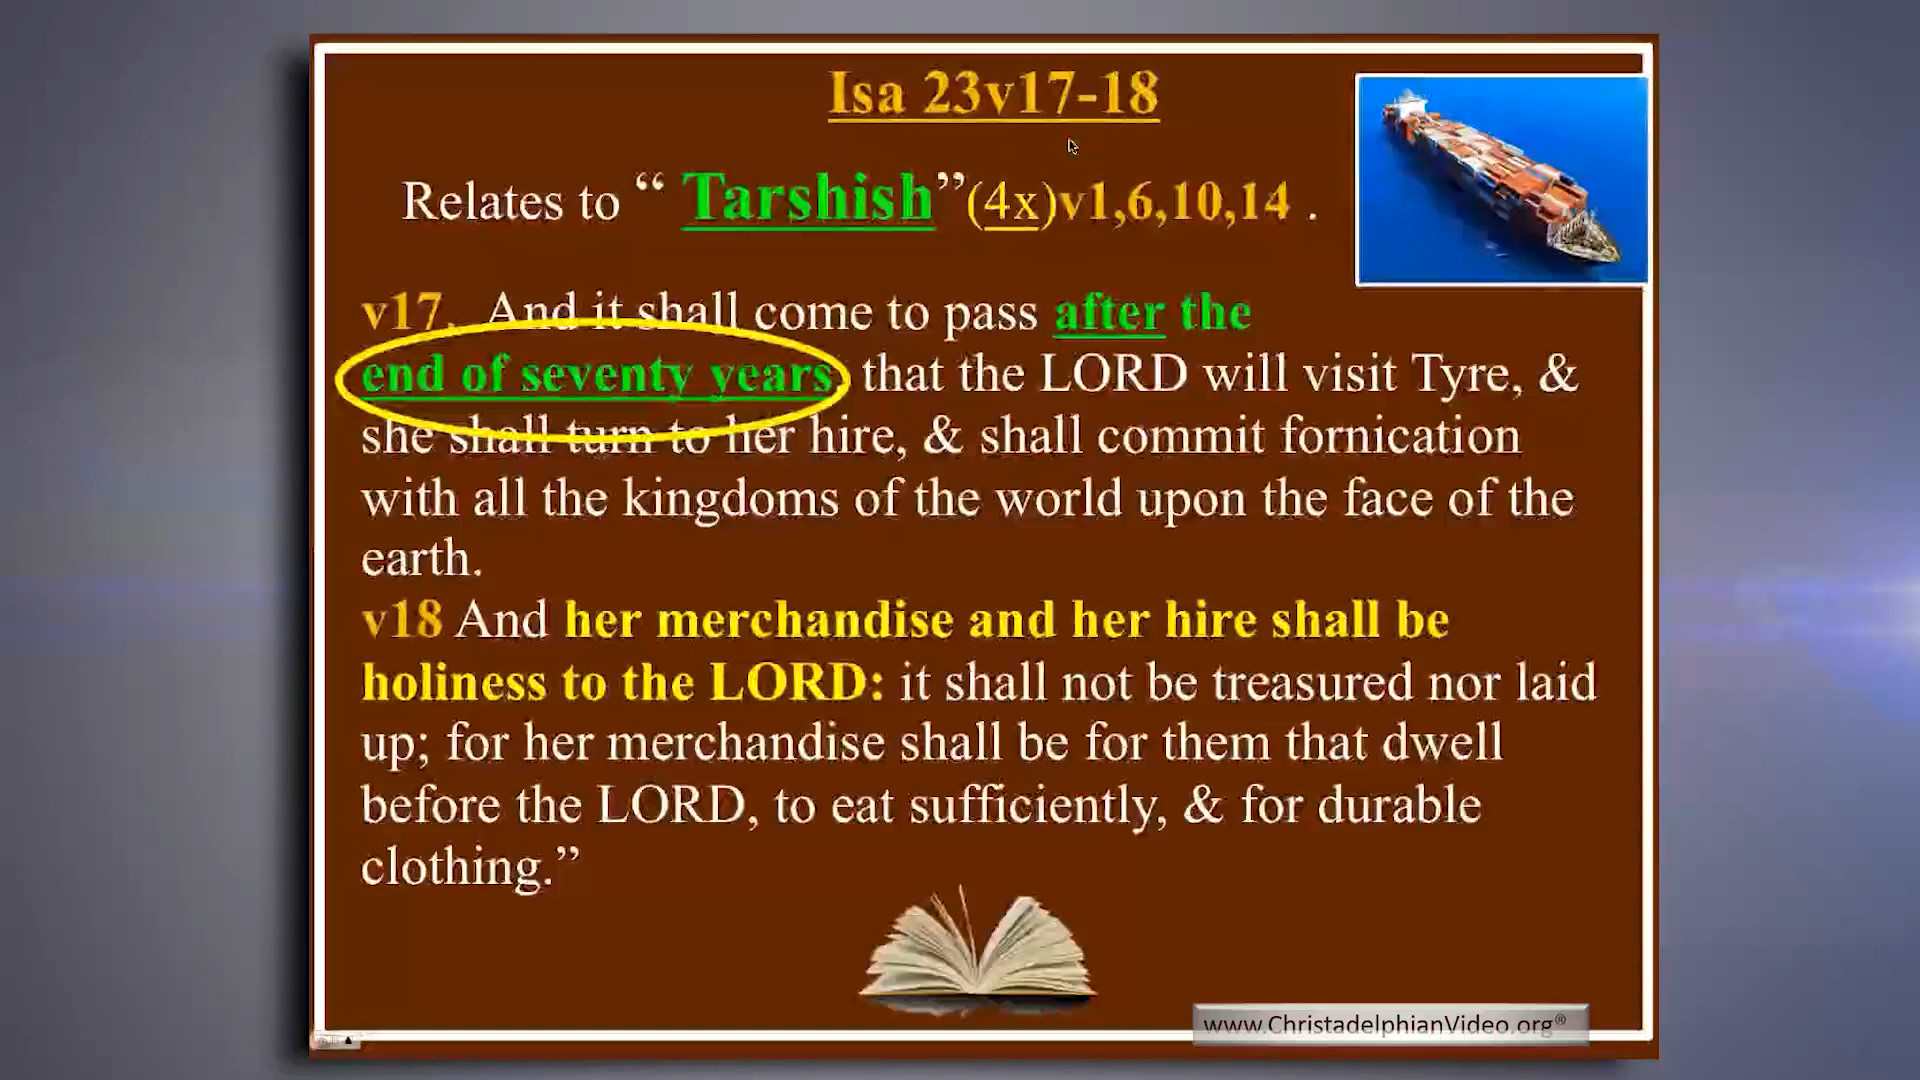 Isa 23v17-18
Relates to “ Tarshish”(4x)v1,6,10,14 .
v17. And it shall come to pass after the
end of seventy years, that the LORD will visit Tyre, &
she shall turn to her hire, & shall commit fornication
with all the kingdoms of the world upon the face of the
earth.
v18 And her merchandise and her hire shall be
holiness to the LORD: it shall not be treasured nor laid
up; for her merchandise shall be for them that dwell
before the LORD, to eat sufficiently, & for durable
clothing.”
www.ChristadelphianVideo.org®